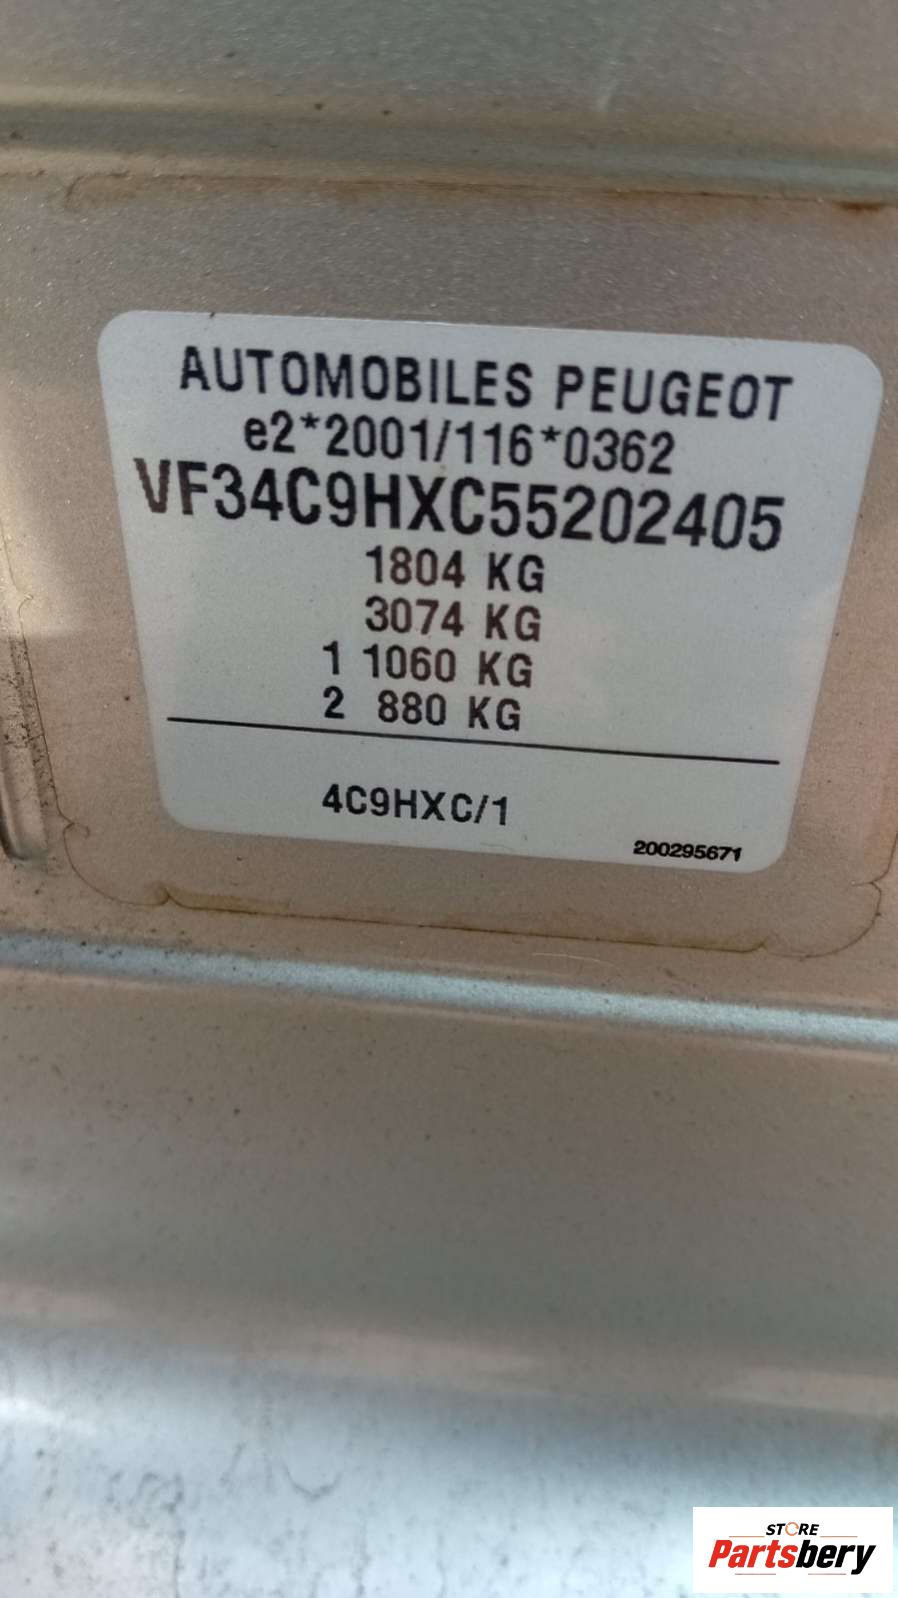 AUTOMOBILES PEUGEOT
e2*2001/116*0362
VF34C9HXC55202405
1804 KG
3074 KG
1 1060 KG
2 880 KG
4C9HXC/1
200295671
STORE
Partsbery